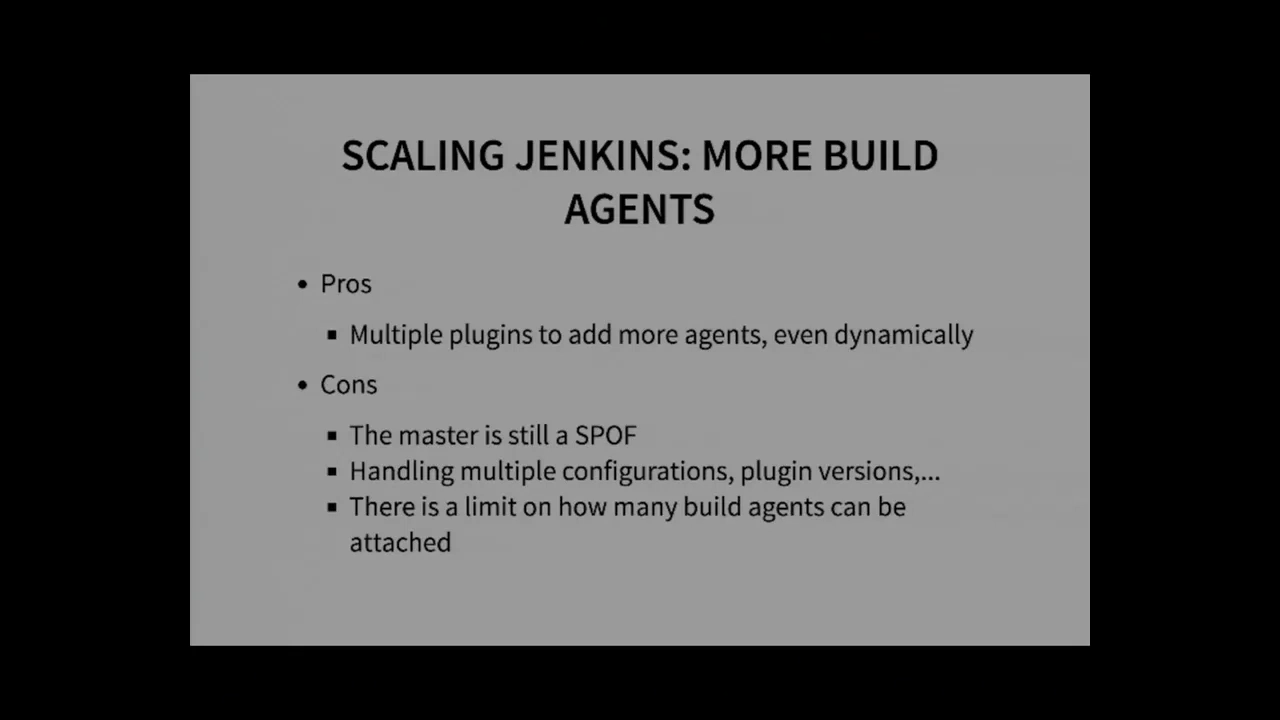 SCALING JENKINS: MORE BUILD
AGENTS
• Pros
▪ Multiple plugins to add more agents, even dynamically
• Cons
▪ The master is still a SPOF
▪ Handling multiple configurations, plugin versions,...
▪ There is a limit on how many build agents can be
attached